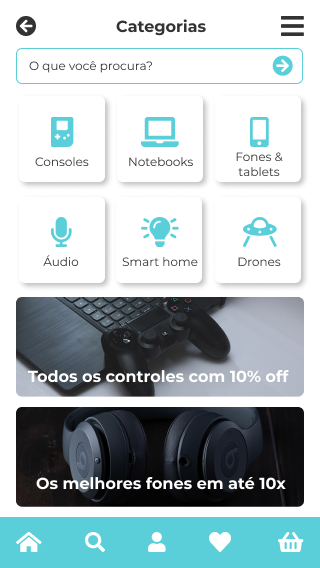 Categorias
O que você procura?
Consoles
Notebooks
Fones &
tablets
Áudio
Smart home
Drones
Todos os controles com 10% off
Os melhores fones em até 10x